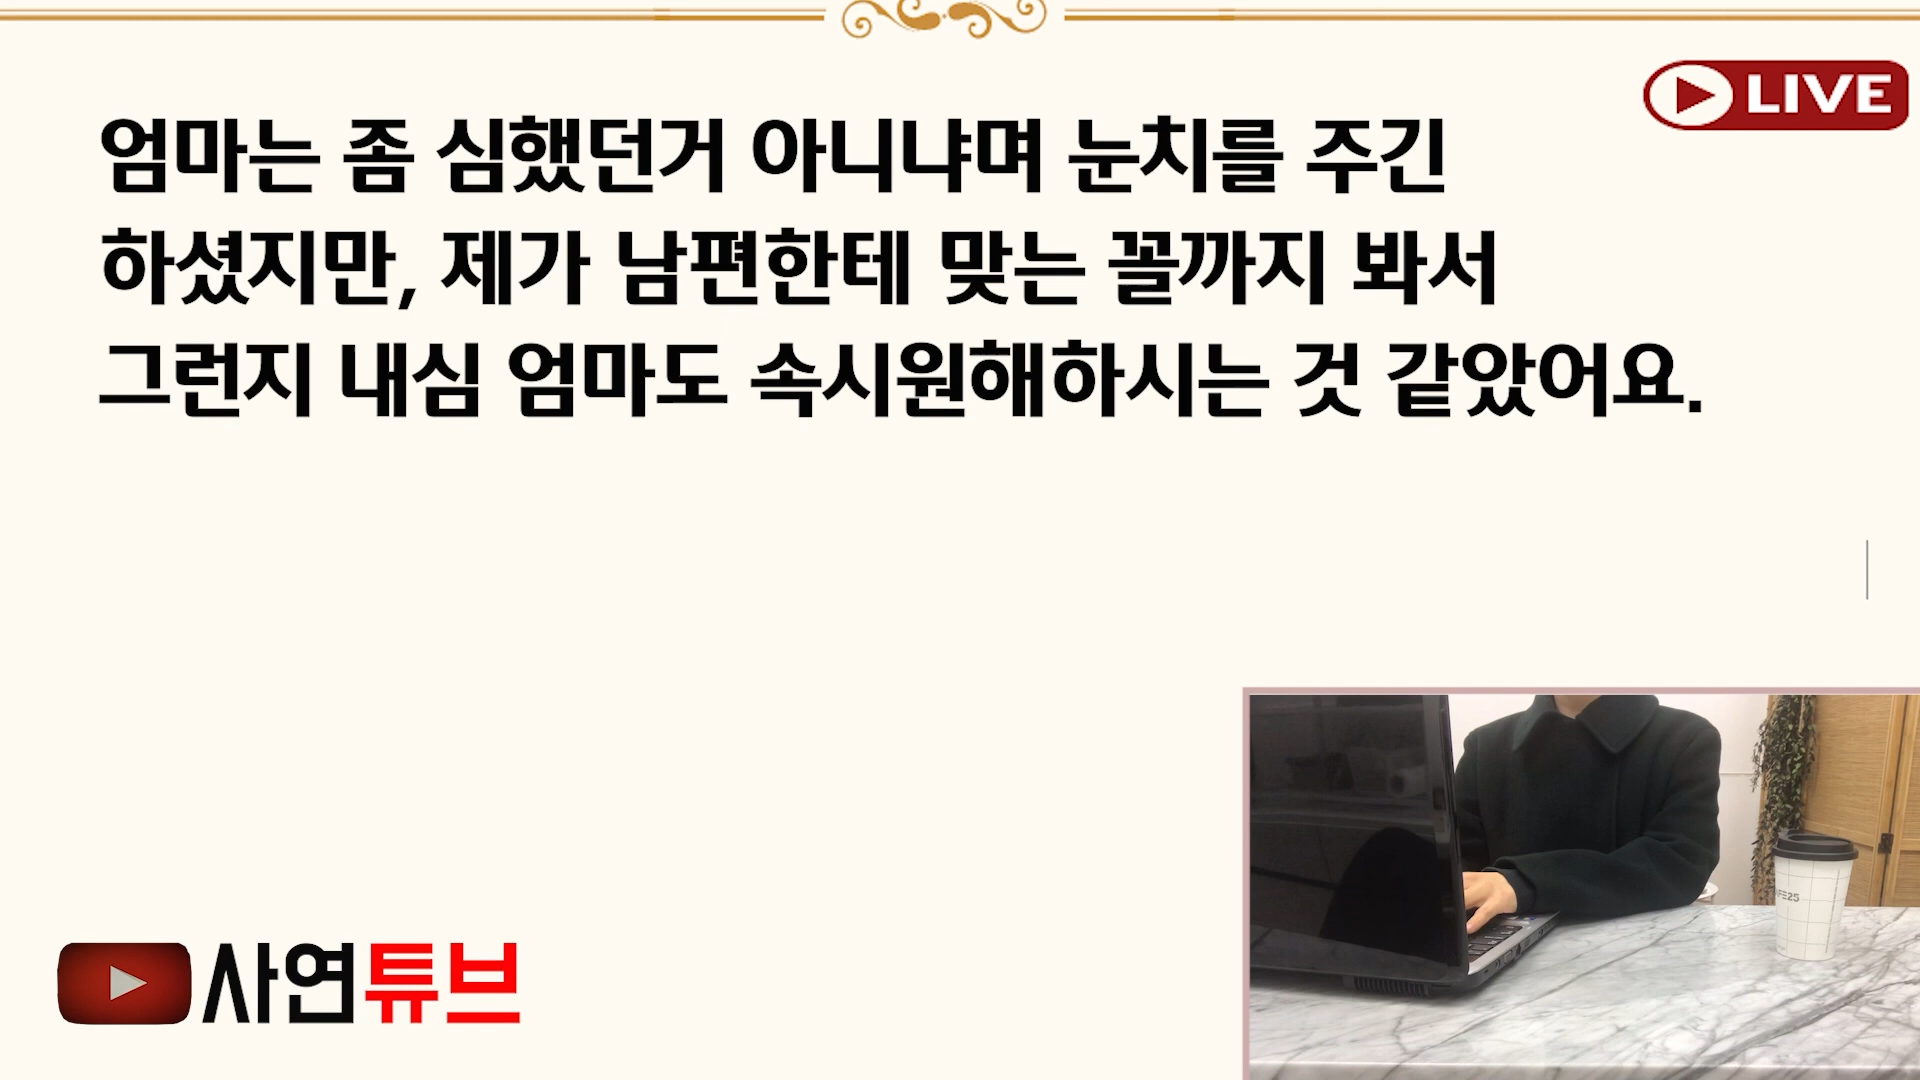 LIVE
엄마는 좀 심했던거 아니냐며 눈치를 주긴
하셨지만, 제가 남편한테 맞는 꼴까지 봐서
그런지 내심 엄마도 속시원해하시는 것 같았어요.
사연튜브